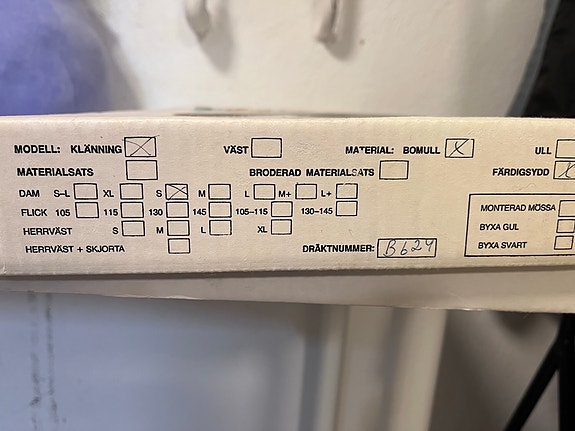 MODELL: KLÄNNING X VÄST MATERIAL: BOMULL X ULL
MATERIALSATS BRODERAD MATERIALSATS FÄRDIGSYDD X
DAM S–L XL S X M L M+ L+
FLICK 105 115 130 145 105–115 130–145
HERRVÄST S M L XL
HERRVÄST + SKJORTA DRÄKTNUMMER: B624
MONTERAD MÖSSA
BYXA GUL
BYXA SVART